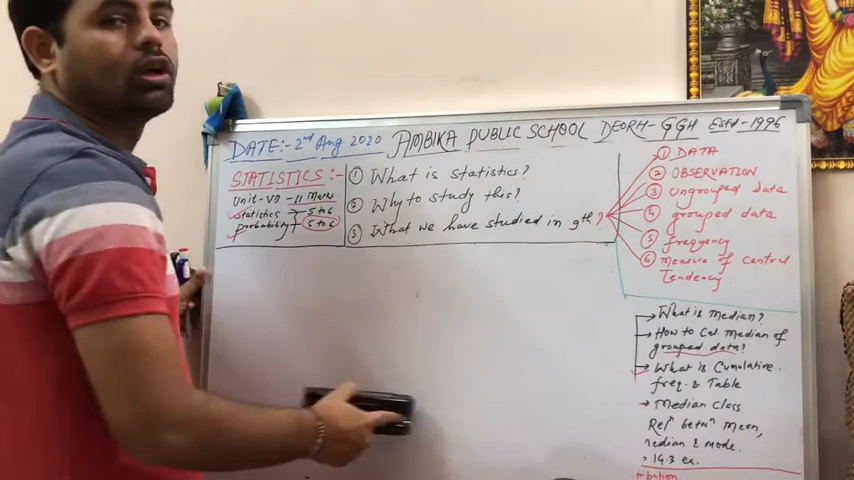 DATE:- 2nd Aug 2020 AMBIKA PUBLIC SCHOOL DEORH-GGH Estd-1996
STATISTICS :-
Unit-VII - 11 Marks
Statistics → 5 to 6
probability → 5 to 6
① What is STATISTICS?
② Why to study this?
③ What we have studied in 9th?
① DATA
② OBSERVATION
③ Ungrouped data
④ grouped data
⑤ frequency
⑥ Measure of Central
Tendency
→ What is Median?
→ How to Cal. Median of
grouped data?
→ What is Cumulative
freq. & Table
→ Median Class
Reln betwn Mean,
Median & Mode.
14.3 ex.
tribution